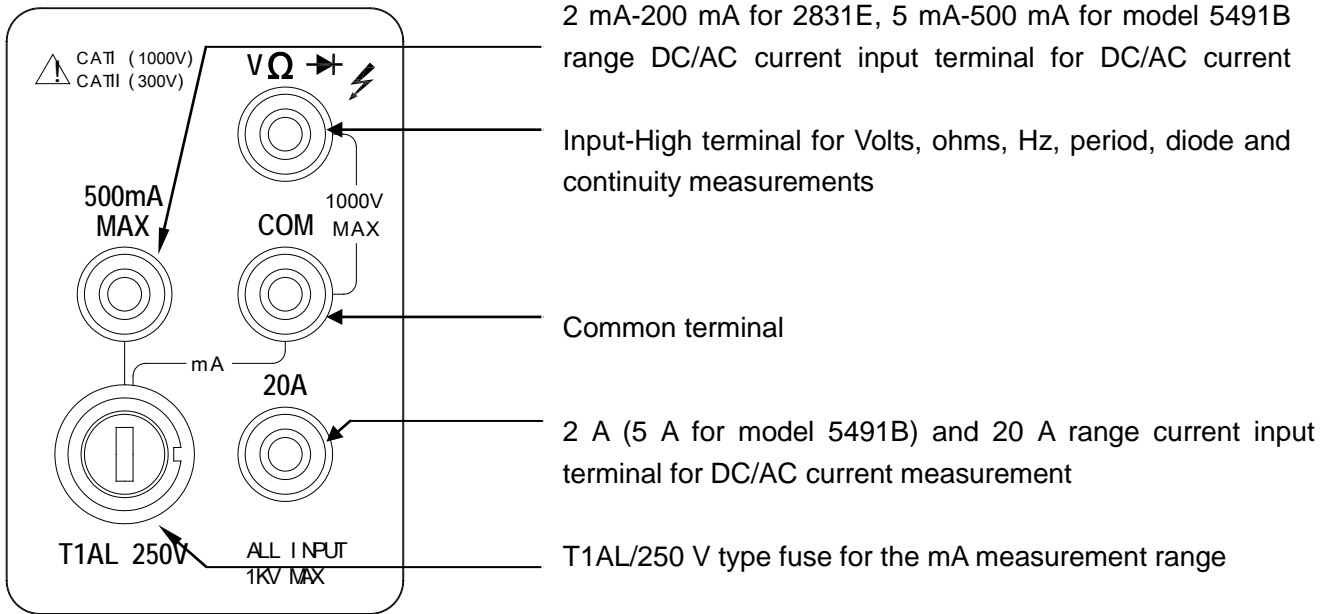 2 mA-200 mA for 2831E, 5 mA-500 mA for model 5491B
range DC/AC current input terminal for DC/AC current
CATⅡ (1000V)
CATⅡI (300V)
VΩ
Input-High terminal for Volts, ohms, Hz, period, diode and
continuity measurements
500mA
MAX
COM
1000V
MAX
Common terminal
mA
20A
2 A (5 A for model 5491B) and 20 A range current input
terminal for DC/AC current measurement
T1AL 250V
ALL INPUT
1KV MAX
T1AL/250 V type fuse for the mA measurement range